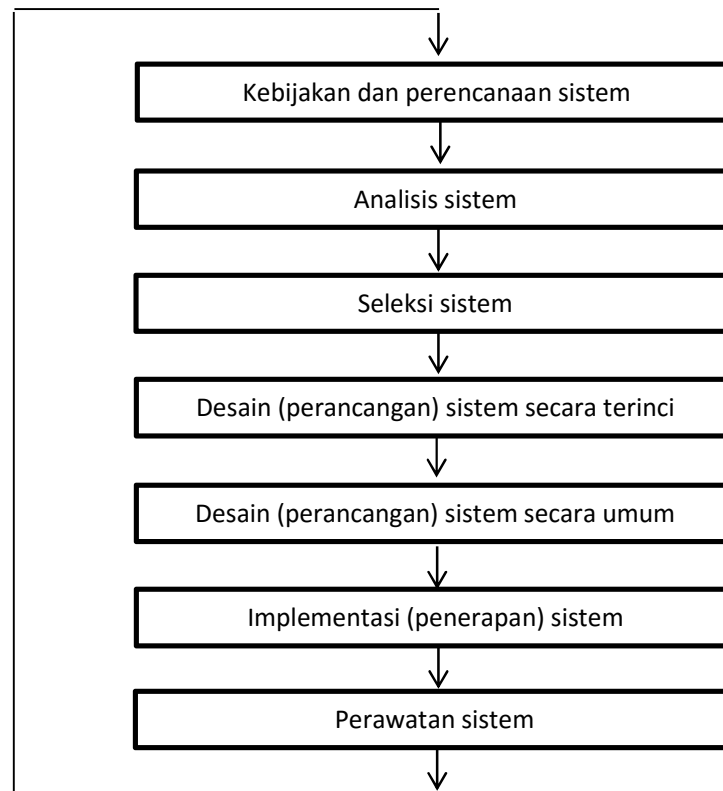 Kebijakan dan perencanaan sistem
Analisis sistem
Seleksi sistem
Desain (perancangan) sistem secara terinci
Desain (perancangan) sistem secara umum
Implementasi (penerapan) sistem
Perawatan sistem